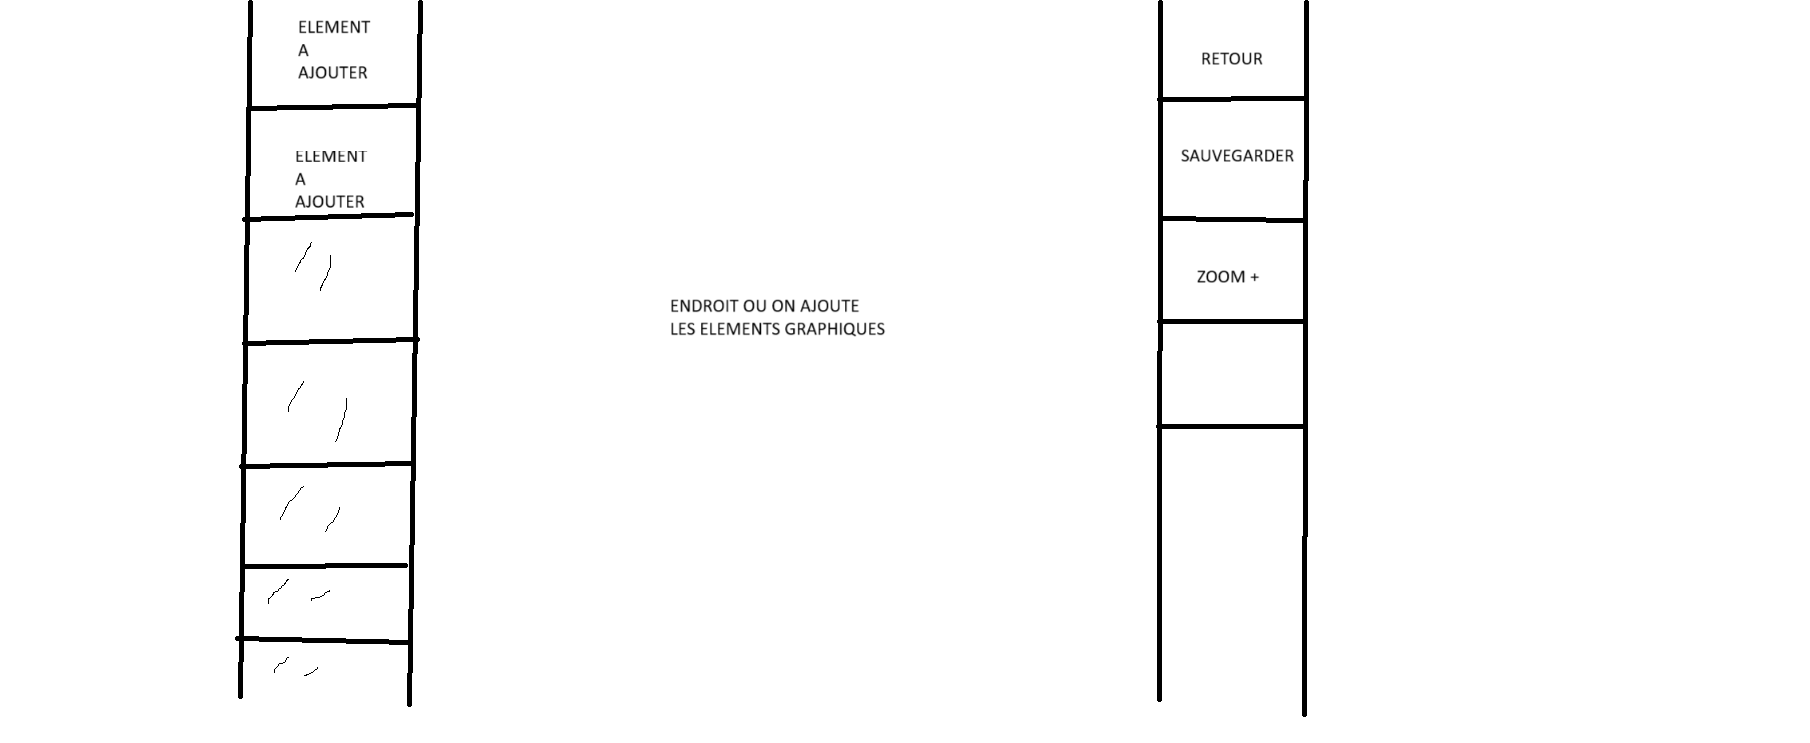 ELEMENT
A
AJOUTER
ELEMENT
A
AJOUTER
ENDROIT OU ON AJOUTE
LES ELEMENTS GRAPHIQUES
RETOUR
SAUVEGARDER
ZOOM +